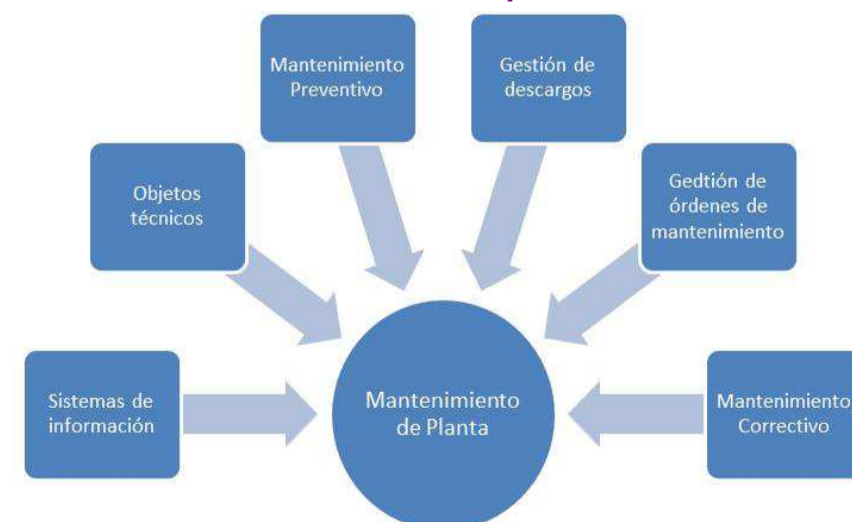 Mantenimiento
Preventivo
Gestión de
descargos
Objetos
técnicos
Gedtión de
órdenes de
mantenimiento
Sistemas de
información
Mantenimiento
de Planta
Mantenimiento
Correctivo